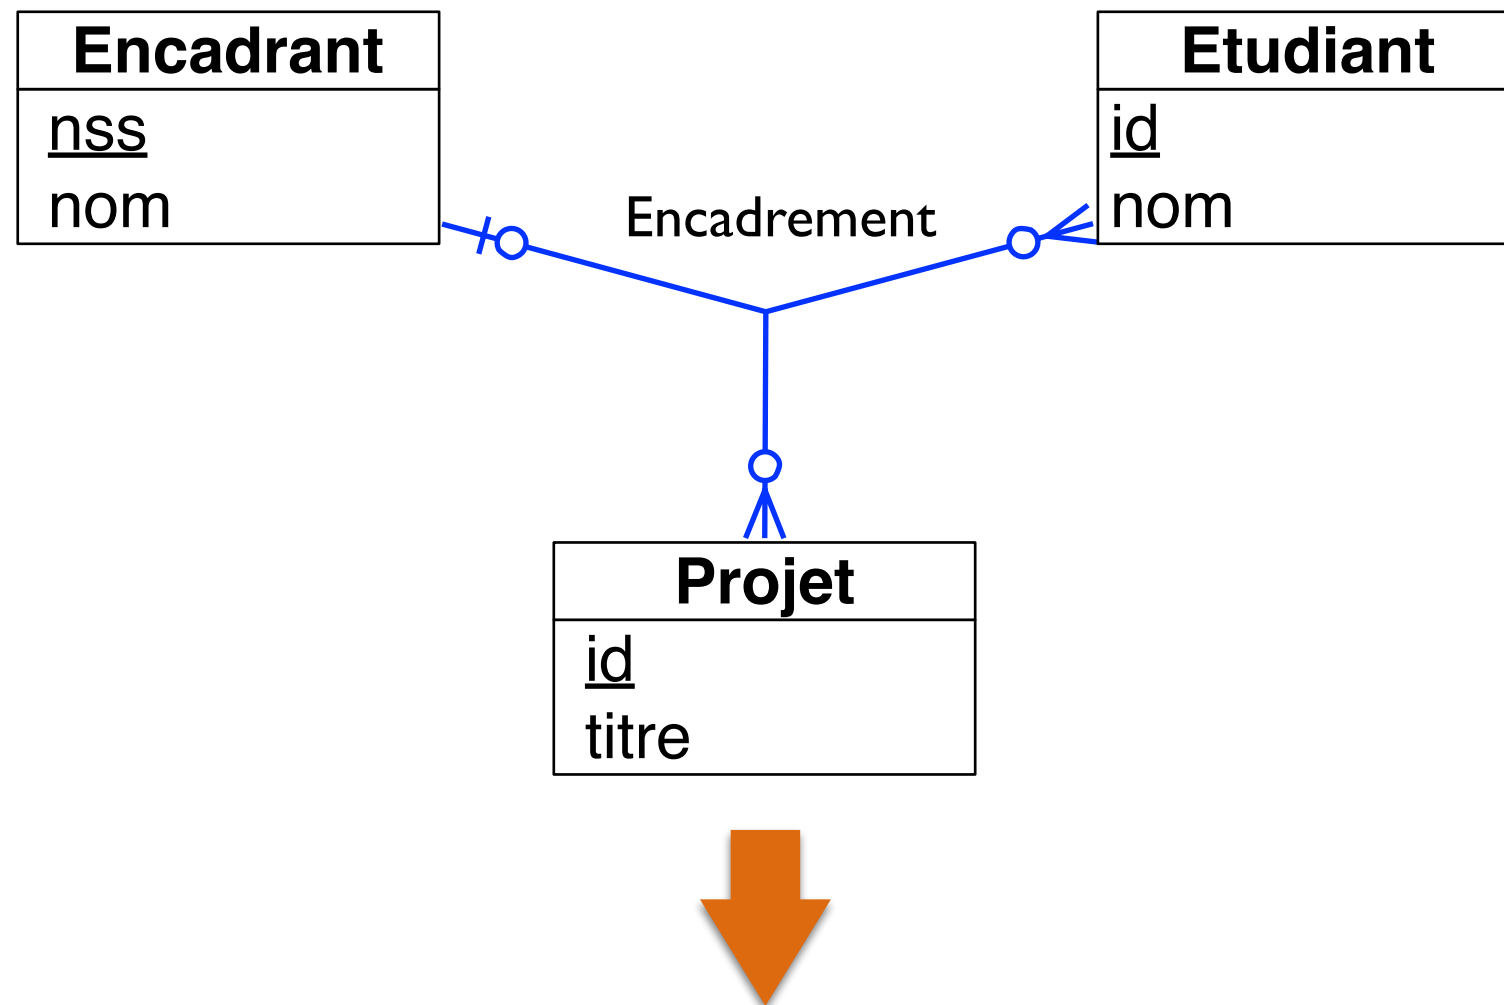 Encadrant
nss
nom
Encadrement
Etudiant
id
nom
Projet
id
titre